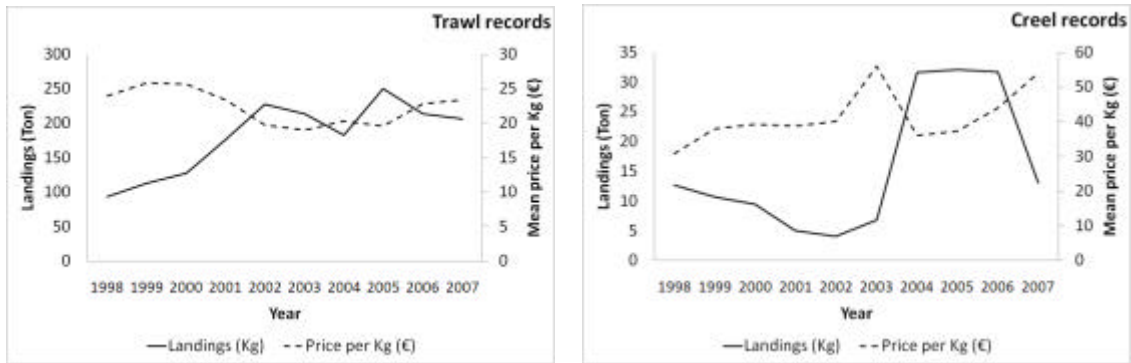 Trawl records
300
250
200
150
100
50
0
Landings (Ton)
30
25
20
15
10
5
0
Mean price per Kg (€)
1998 1999 2000 2001 2002 2003 2004 2005 2006 2007
Year
Landings (Kg) Price per Kg (€)
Creel records
35
30
25
20
15
10
5
0
Landings (Ton)
60
50
40
30
20
10
0
Mean price per Kg (€)
1998 1999 2000 2001 2002 2003 2004 2005 2006 2007
Year
Landings (Kg) Price per Kg (€)